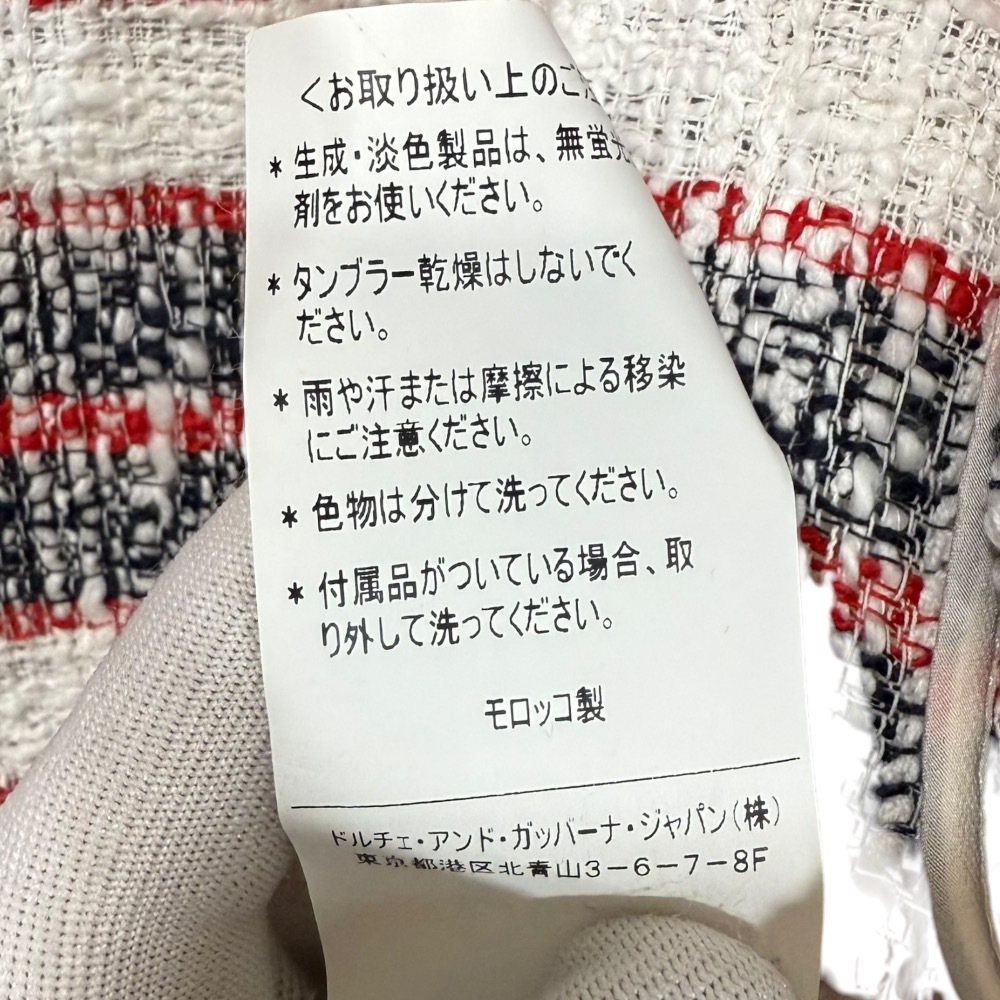 <お取り扱い上のご注
* 生成・淡色製品は、無蛍光
剤をお使いください。
* タンブラー乾燥はしないでく
ださい。
* 雨や汗または摩擦による移染
にご注意ください。
* 色物は分けて洗ってください。
* 付属品がついている場合、取
り外して洗ってください。
モロッコ製
ドルチェ・アンド・ガッバーナ・ジャパン(株)
東京都港区北青山3-6-7-8F